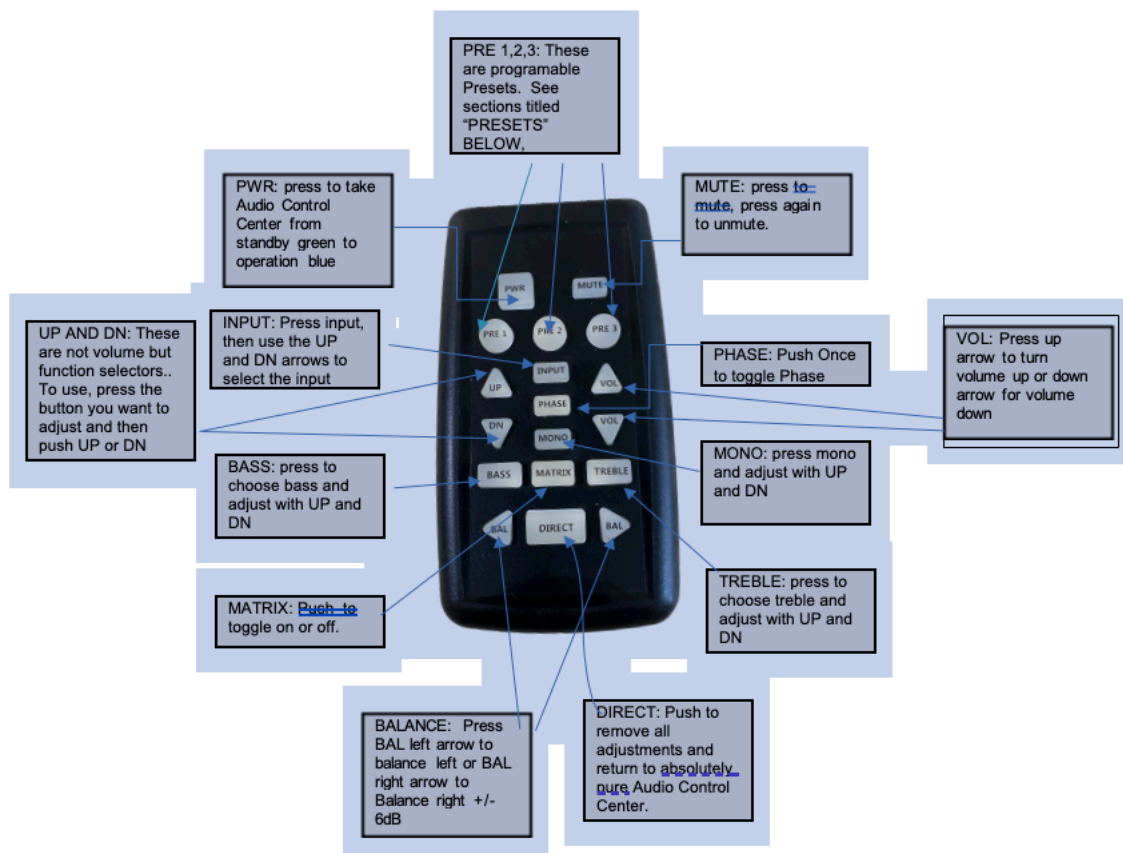 PRE 1,2,3: These
are programable
Presets. See
sections titled
“PRESETS”
BELOW,
PWR: press to take
Audio Control
Center from
standby green to
operation blue
MUTE: press to
mute, press again
to unmute.
UP AND DN: These
are not volume but
function selectors..
To use, press the
button you want to
adjust and then
push UP or DN
INPUT: Press input,
then use the UP
and DN arrows to
select the input
PHASE: Push Once
to toggle Phase
VOL: Press up
arrow to turn
volume up or down
arrow for volume
down
BASS: press to
choose bass and
adjust with UP and
DN
MONO: press mono
and adjust with UP
and DN
MATRIX: Push to
toggle on or off.
TREBLE: press to
choose treble and
adjust with UP and
DN
BALANCE: Press
BAL left arrow to
balance left or BAL
right arrow to
Balance right +/-
6dB
DIRECT: Push to
remove all
adjustments and
return to absolutely
pure Audio Control
Center.
PWR
MUTE
PRE 1
PRE 2
PRE 3
INPUT
UP
VOL
PHASE
DN
VOL
MONO
BASS
MATRIX
TREBLE
BAL
DIRECT
BAL